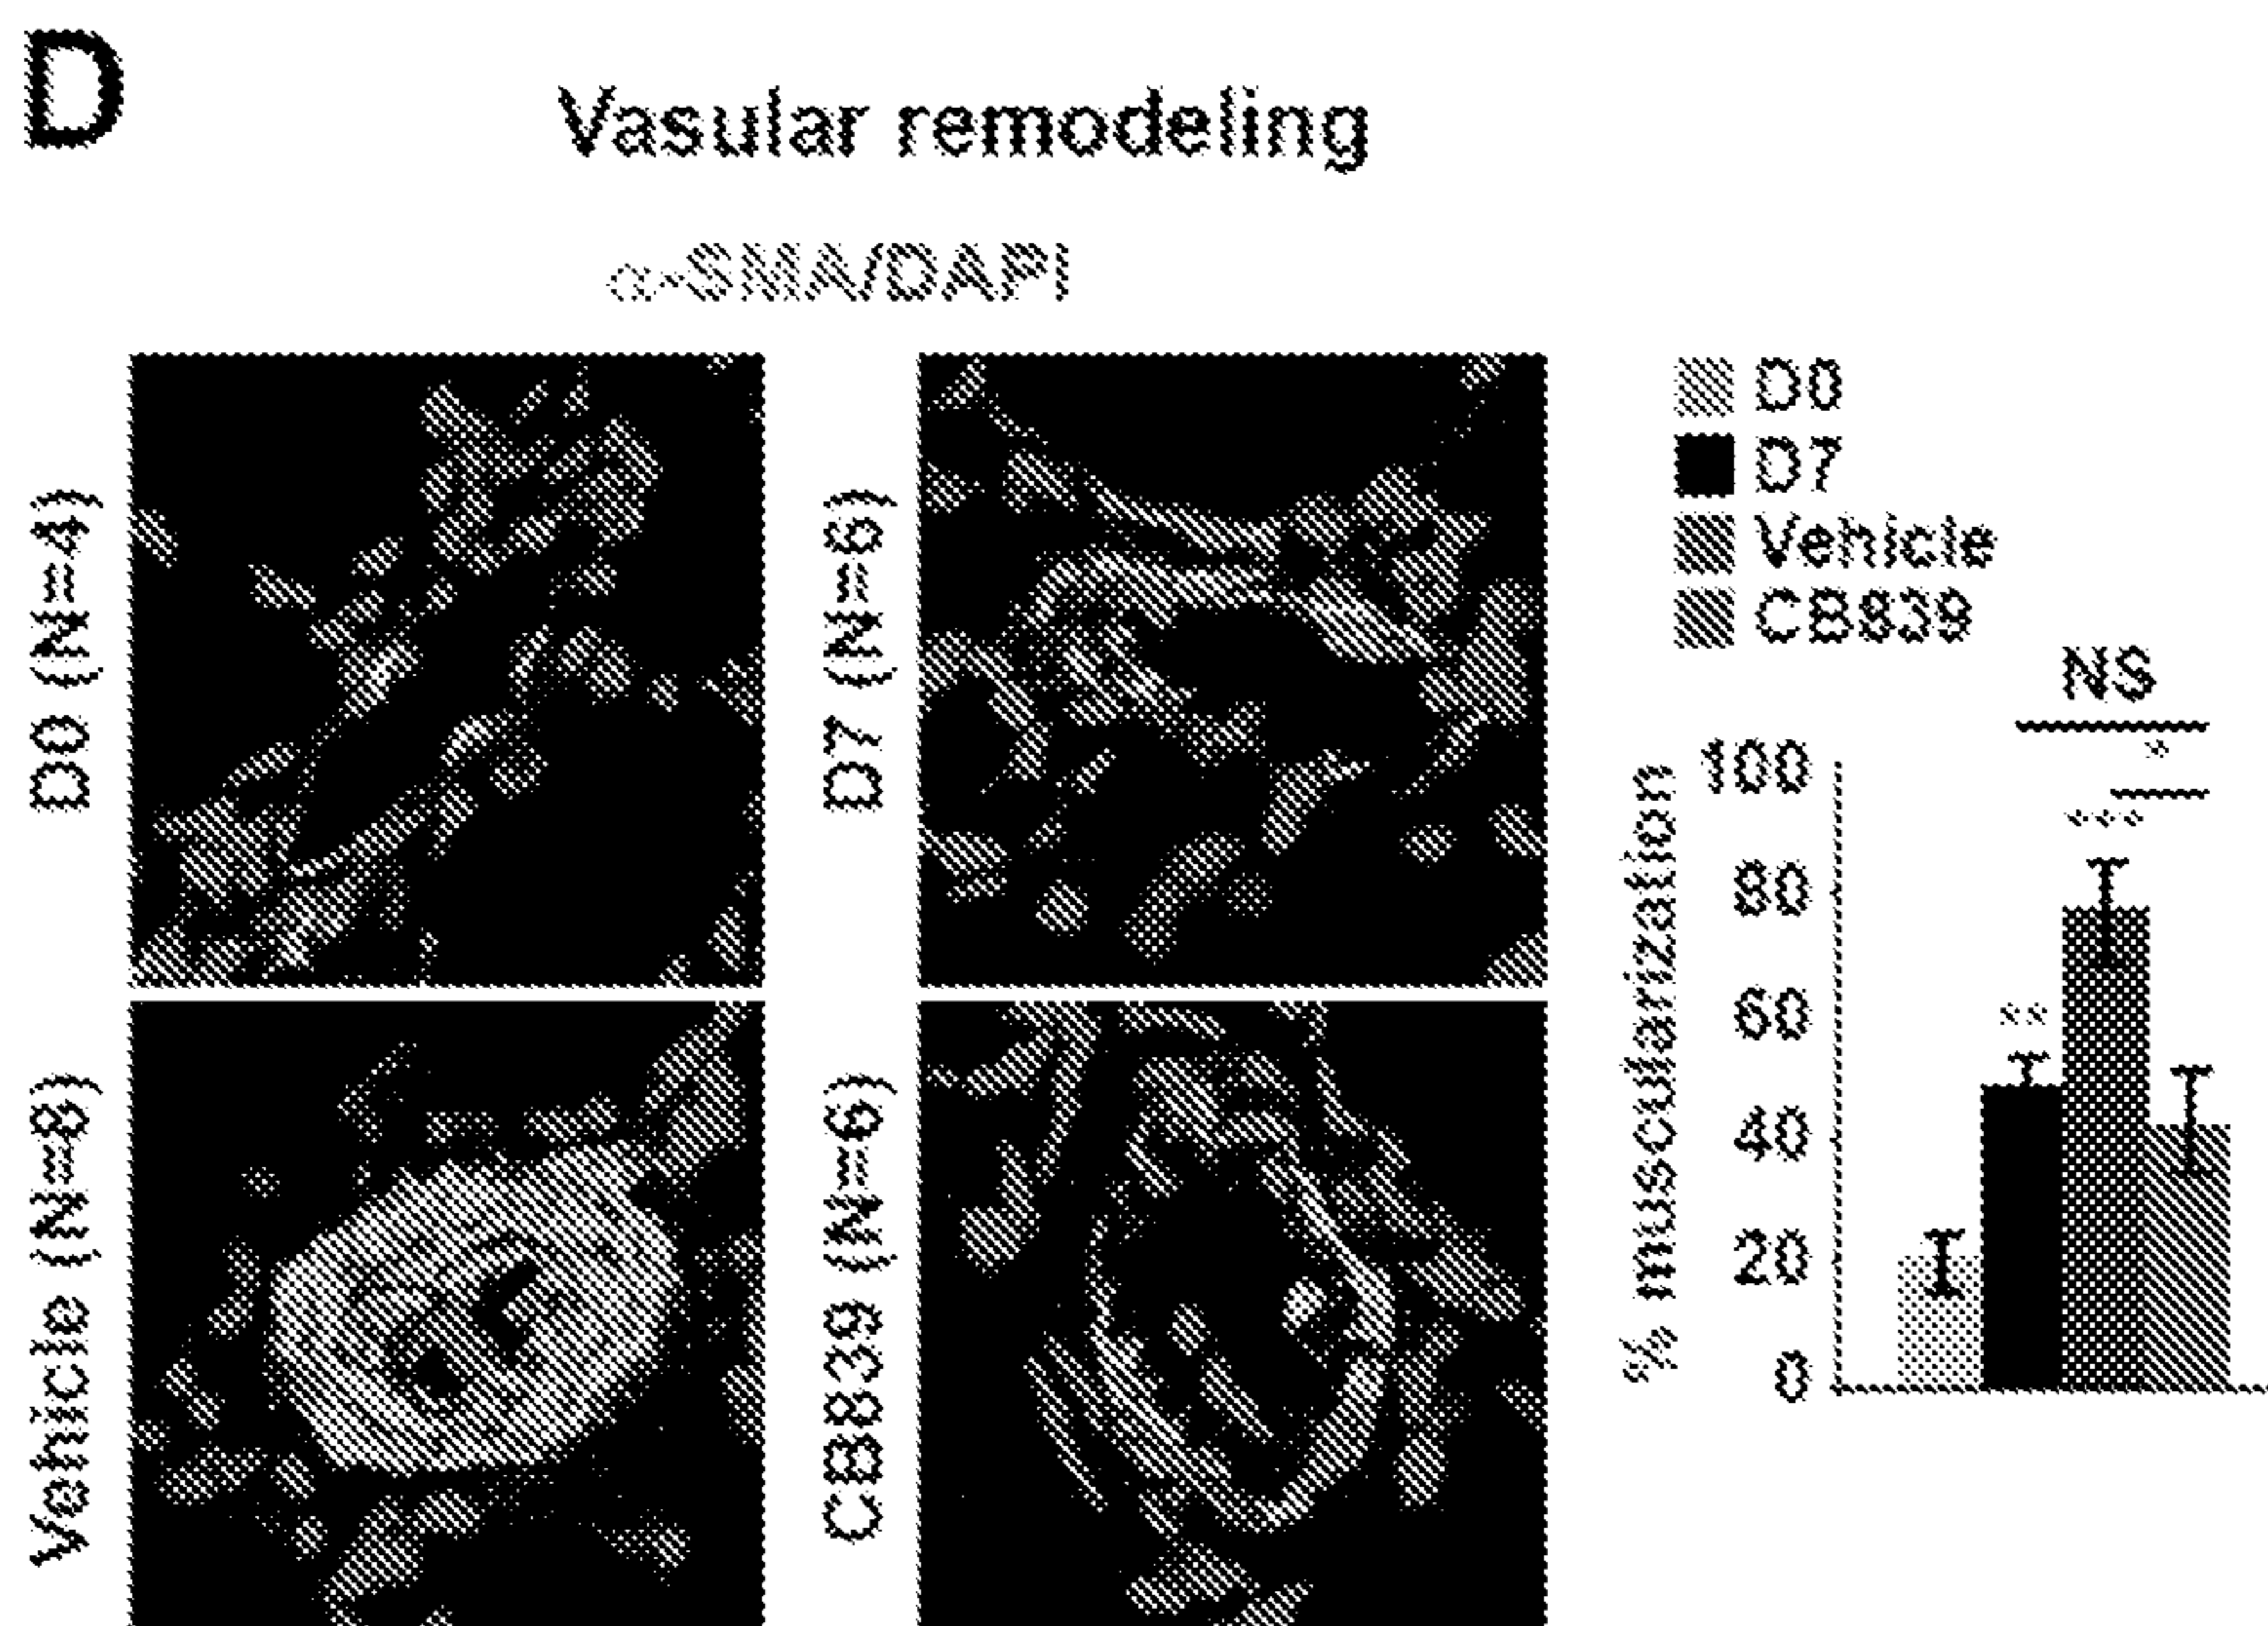 D
Vasular remodeling
α-SMA/DAPI
D0 (N=4)
D7 (N=6)
Vehicle (N=8)
CB839 (N=6)
D0
D7
Vehicle
CB839
NS
*
***
**
% muscularization
100
80
60
40
20
0